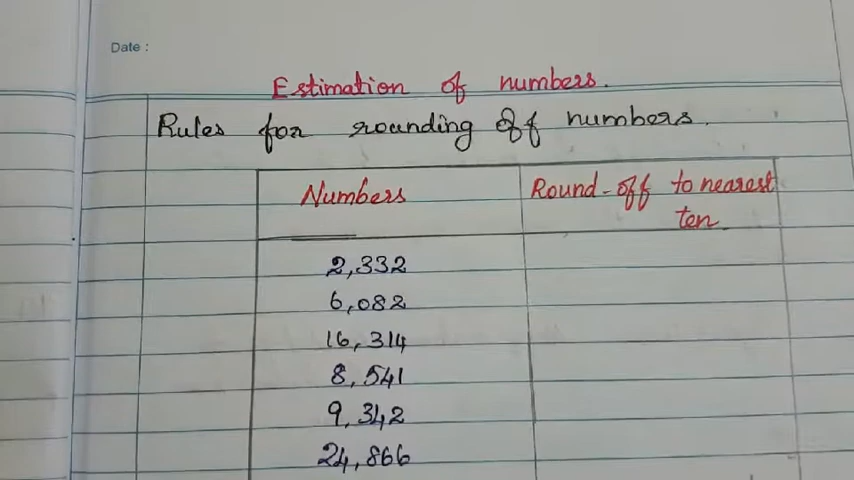 Date :
Estimation of numbers.
Rules for rounding off numbers.
Numbers Round-off to nearest
ten
2,332
6,082
16,314
8,541
9,342
24,866